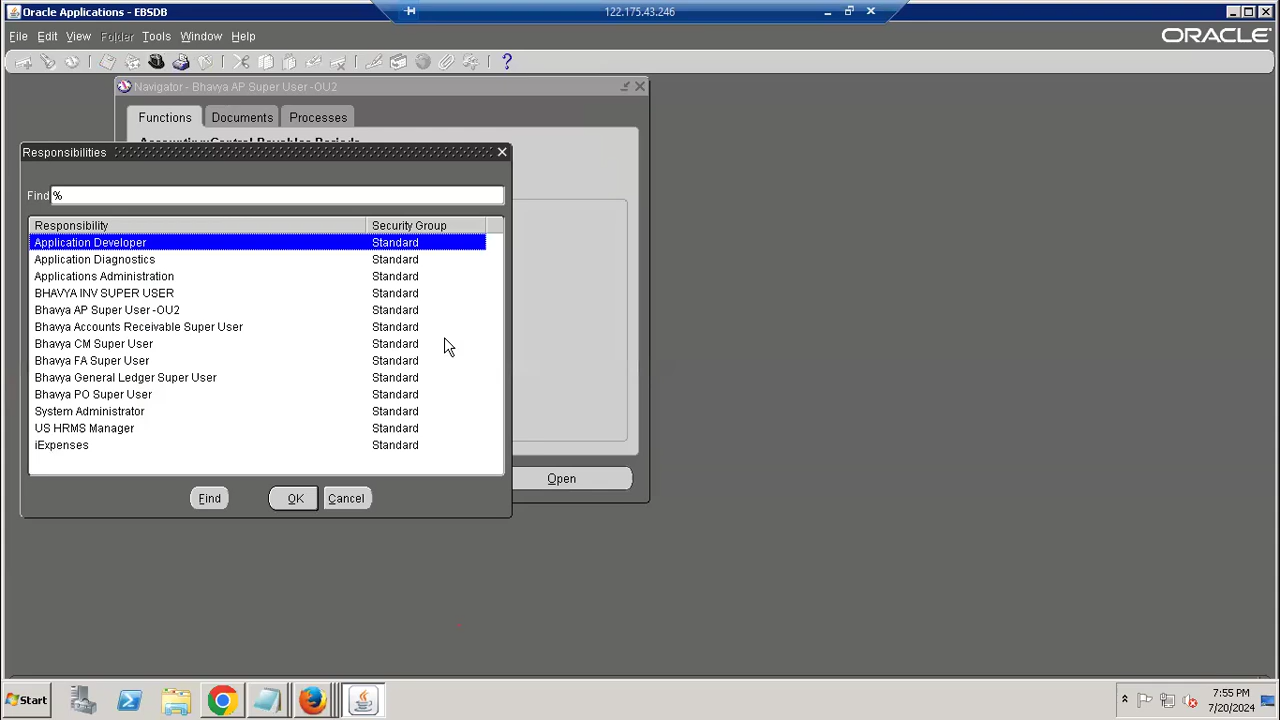 Oracle Applications - EBSDB
122.175.43.246
File Edit View Folder Tools Window Help
ORACLE
Navigator - Bhavya AP Super User -OU2
Functions Documents Processes
Accounting:Control Payables Periods
Responsibilities
Find %
Responsibility Security Group
Application Developer Standard
Application Diagnostics Standard
Applications Administration Standard
BHAVYA INV SUPER USER Standard
Bhavya AP Super User -OU2 Standard
Bhavya Accounts Receivable Super User Standard
Bhavya CM Super User Standard
Bhavya FA Super User Standard
Bhavya General Ledger Super User Standard
Bhavya PO Super User Standard
System Administrator Standard
US HRMS Manager Standard
iExpenses Standard
Open
Find OK Cancel
Start
7:55 PM
7/20/2024